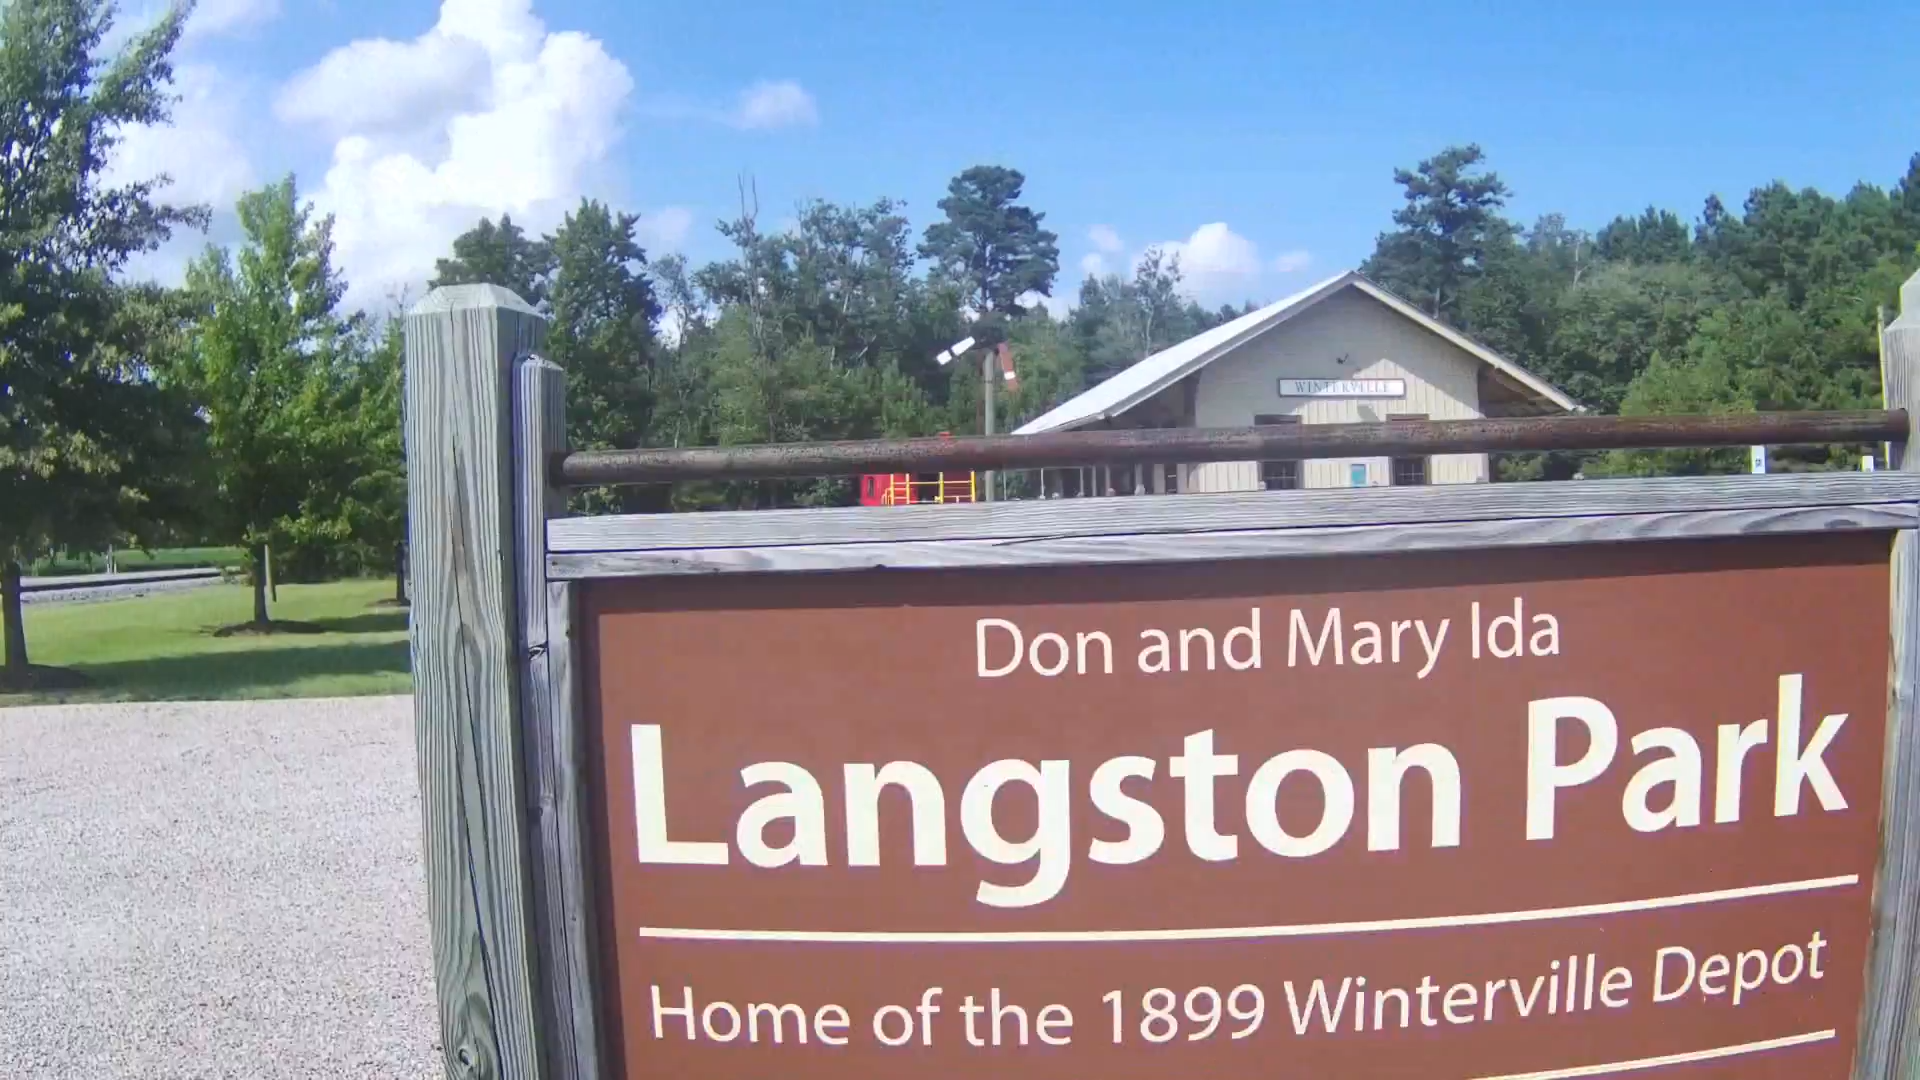 WINTERVILLE
Don and Mary Ida
Langston Park
Home of the 1899 Winterville Depot